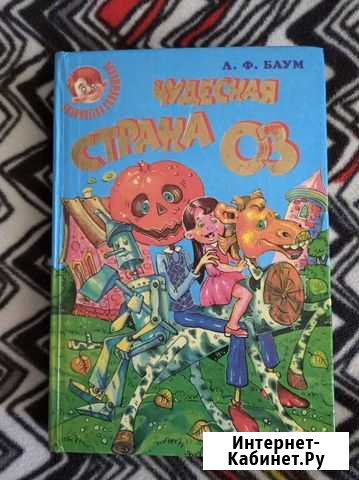 Л. Ф. БАУМ
ЧУДЕСНАЯ
СТРАНА ОЗ
Интернет-
Кабинет.Ру